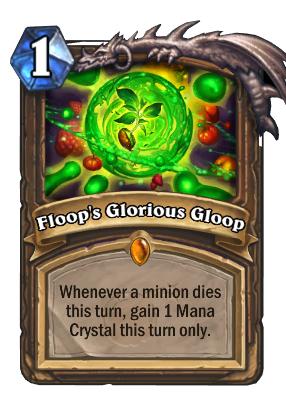 1
Floop's Glorious Gloop
Whenever a minion dies
this turn, gain 1 Mana
Crystal this turn only.